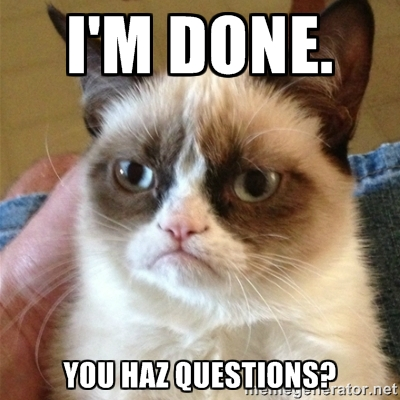 I'M DONE.
YOU HAZ QUESTIONS?
memegenerator.net